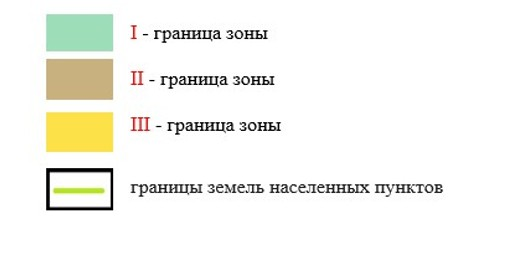 I - граница зоны
II - граница зоны
III - граница зоны
границы земель населенных пунктов